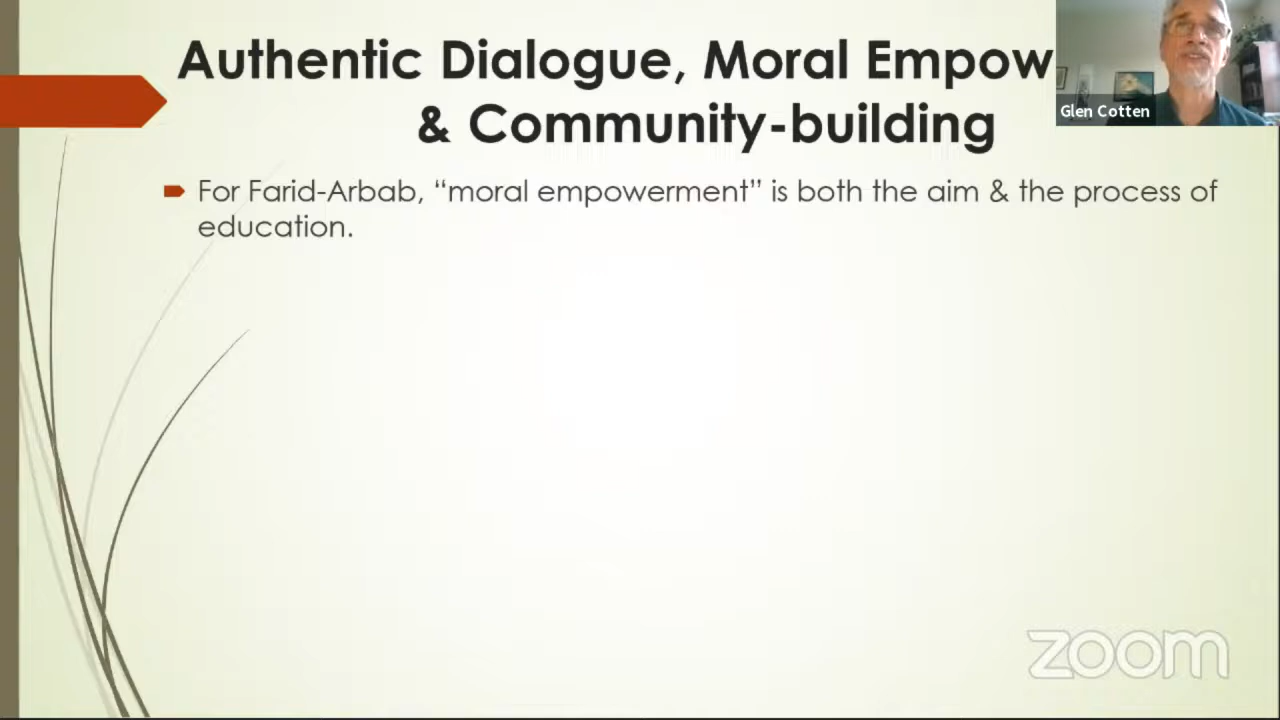 Authentic Dialogue, Moral Empow
& Community-building
Glen Cotten
For Farid-Arbab, “moral empowerment” is both the aim & the process of
education.
zoom